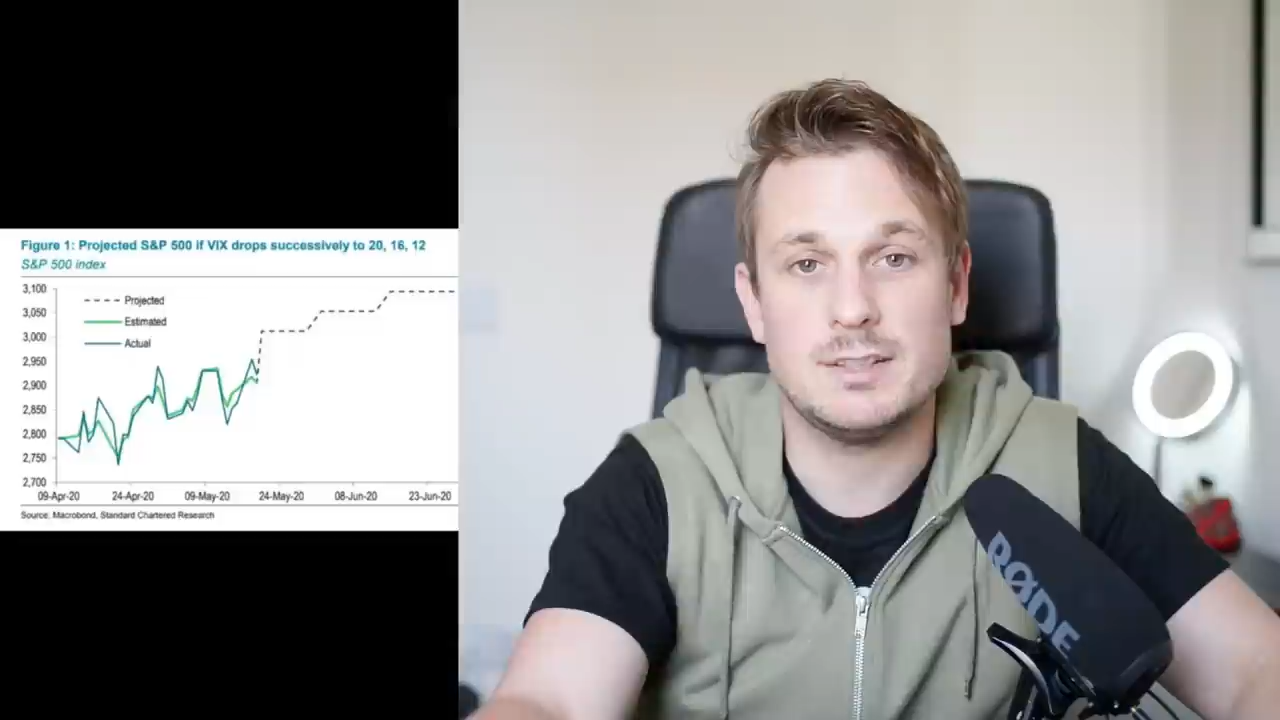 Figure 1: Projected S&P 500 if VIX drops successively to 20, 16, 12
S&P 500 index
3,100
3,050
3,000
2,950
2,900
2,850
2,800
2,750
2,700
Projected
Estimated
Actual
09-Apr-20 24-Apr-20 09-May-20 24-May-20 08-Jun-20 23-Jun-20
Source: Macrobond, Standard Chartered Research
RØDE